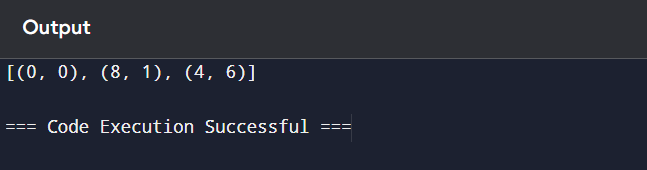 Output
[(0, 0), (8, 1), (4, 6)]
=== Code Execution Successful ===